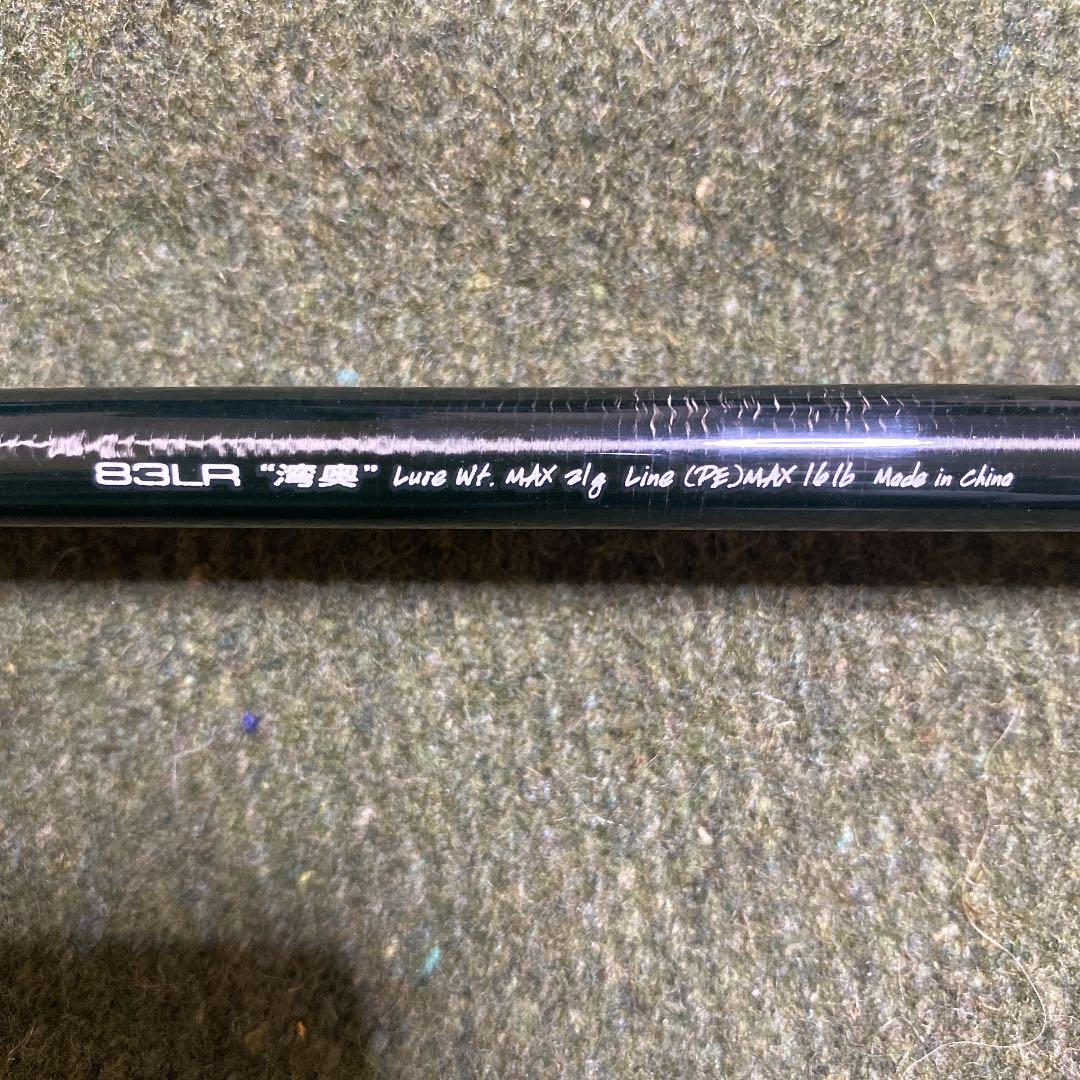 83LR "湾奥" Lure Wt. MAX 21g Line (PE)MAX 16lb Made in China